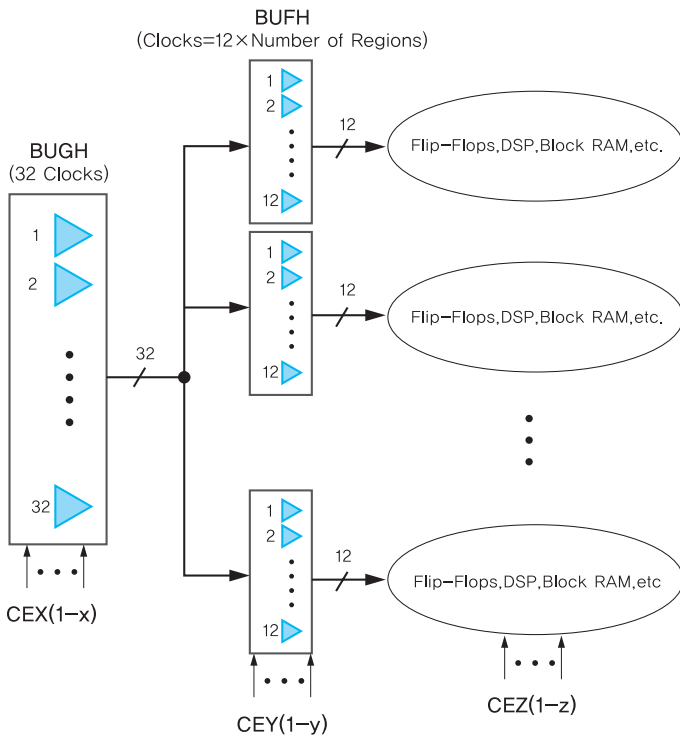 BUFH
(Clocks=12×Number of Regions)
BUGH
(32 Clocks)
1
2
32
32
1
2
12
12
Flip-Flops,DSP,Block RAM,etc.
1
2
12
12
Flip-Flops,DSP,Block RAM,etc.
1
2
12
12
Flip-Flops,DSP,Block RAM,etc
CEX(1-x)
CEY(1-y)
CEZ(1-z)